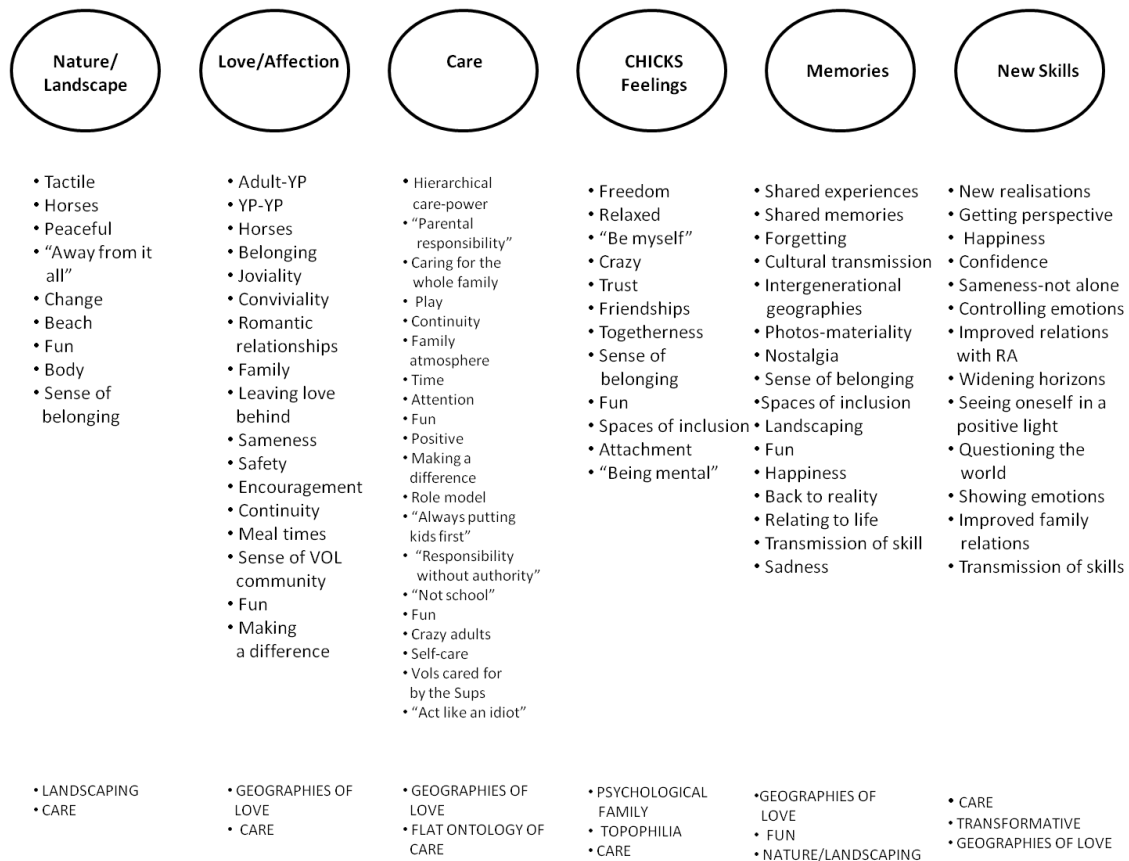 Nature/
Landscape
Love/Affection
Care
CHICKS
Feelings
Memories
New Skills
• Tactile
• Horses
• Peaceful
• “Away from it
all”
• Change
• Beach
• Fun
• Body
• Sense of
belonging
• Adult-YP
• YP-YP
• Horses
• Belonging
• Joviality
• Conviviality
• Romantic
relationships
• Family
• Leaving love
behind
• Sameness
• Safety
• Encouragement
• Continuity
• Meal times
• Sense of VOL
community
• Fun
• Making
a difference
• Hierarchical
care-power
• “Parental
responsibility”
• Caring for the
whole family
• Play
• Continuity
• Family
atmosphere
• Time
• Attention
• Fun
• Positive
• Making a
difference
• Role model
• “Always putting
kids first”
• “Responsibility
without authority”
• “Not school”
• Fun
• Crazy adults
• Self-care
• Vols cared for
by the Sups
• “Act like an idiot”
• Freedom
• Relaxed
• “Be myself”
• Crazy
• Trust
• Friendships
• Togetherness
• Sense of
belonging
• Fun
• Spaces of inclusion
• Attachment
• “Being mental”
• Shared experiences
• Shared memories
• Forgetting
• Cultural transmission
• Intergenerational
geographies
• Photos-materiality
• Nostalgia
• Sense of belonging
•Spaces of inclusion
• Landscaping
• Fun
• Happiness
• Back to reality
• Relating to life
• Transmission of skill
• Sadness
• New realisations
• Getting perspective
• Happiness
• Confidence
• Sameness-not alone
• Controlling emotions
• Improved relations
with RA
• Widening horizons
• Seeing oneself in a
positive light
• Questioning the
world
• Showing emotions
• Improved family
relations
• Transmission of skills
• LANDSCAPING
• CARE
• GEOGRAPHIES OF
LOVE
• CARE
• GEOGRAPHIES OF
LOVE
• FLAT ONTOLOGY OF
CARE
• PSYCHOLOGICAL
FAMILY
• TOPOPHILIA
• CARE
•GEOGRAPHIES OF
LOVE
• FUN
• NATURE/LANDSCAPING
• CARE
• TRANSFORMATIVE
• GEOGRAPHIES OF LOVE